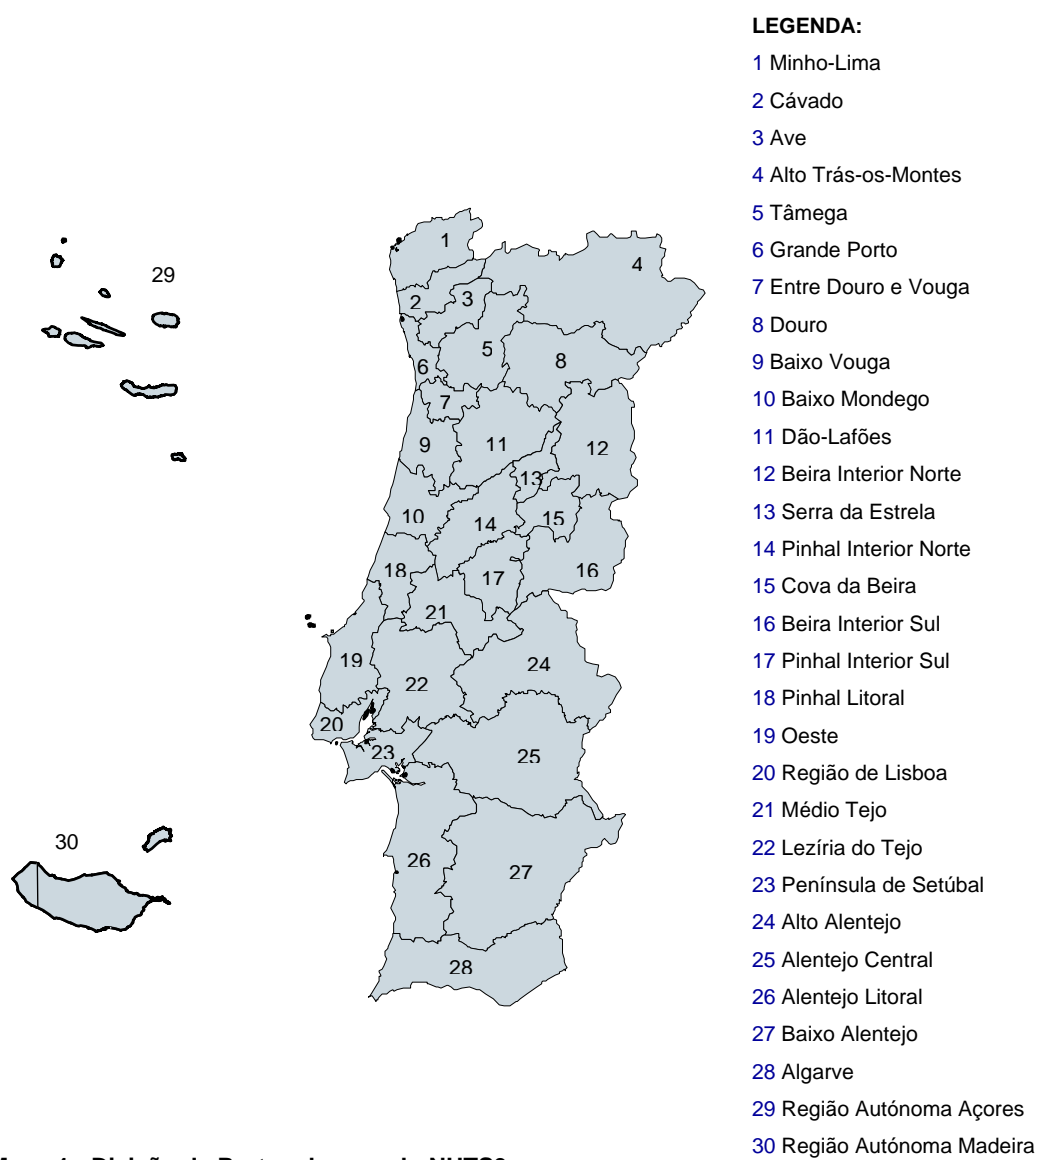 LEGENDA:
1 Minho-Lima
2 Cávado
3 Ave
4 Alto Trás-os-Montes
5 Tâmega
6 Grande Porto
7 Entre Douro e Vouga
8 Douro
9 Baixo Vouga
10 Baixo Mondego
11 Dão-Lafões
12 Beira Interior Norte
13 Serra da Estrela
14 Pinhal Interior Norte
15 Cova da Beira
16 Beira Interior Sul
17 Pinhal Interior Sul
18 Pinhal Litoral
19 Oeste
20 Região de Lisboa
21 Médio Tejo
22 Lezíria do Tejo
23 Península de Setúbal
24 Alto Alentejo
25 Alentejo Central
26 Alentejo Litoral
27 Baixo Alentejo
28 Algarve
29 Região Autónoma Açores
30 Região Autónoma Madeira
1
4
29
2
3
5
8
6
7
9
11
12
13
10
14
15
18
17
16
21
19
24
22
20
23
25
30
26
27
28